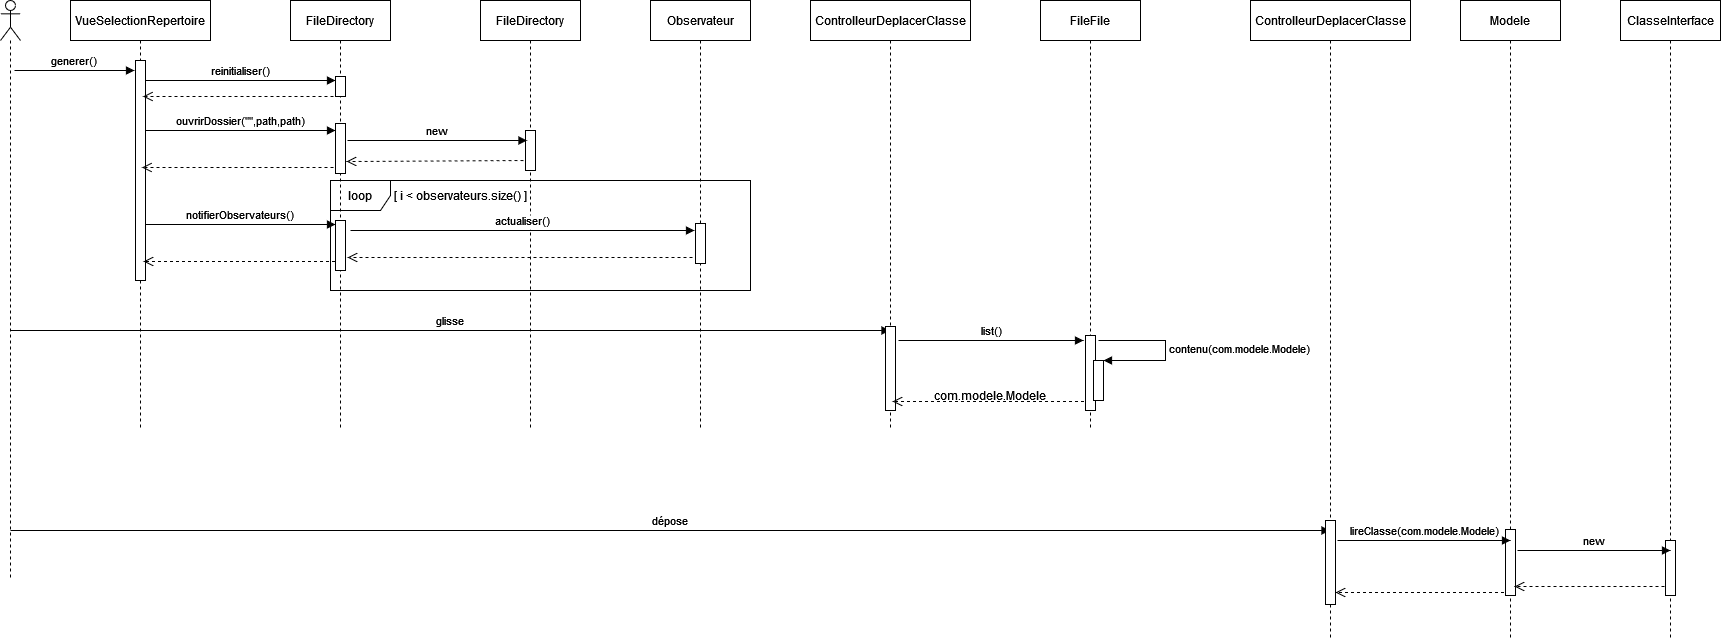 VueSelectionRepertoire
FileDirectory
FileDirectory
Observateur
ControlleurDeplacerClasse
FileFile
ControlleurDeplacerClasse
Modele
ClasseInterface
generer()
reinitialiser()
ouvrirDossier("",path,path)
new
loop
[ i < observateurs.size() ]
notifierObservateurs()
actualiser()
glisse
list()
contenu(com.modele.Modele)
com.modele.Modele
dépose
lireClasse(com.modele.Modele)
new